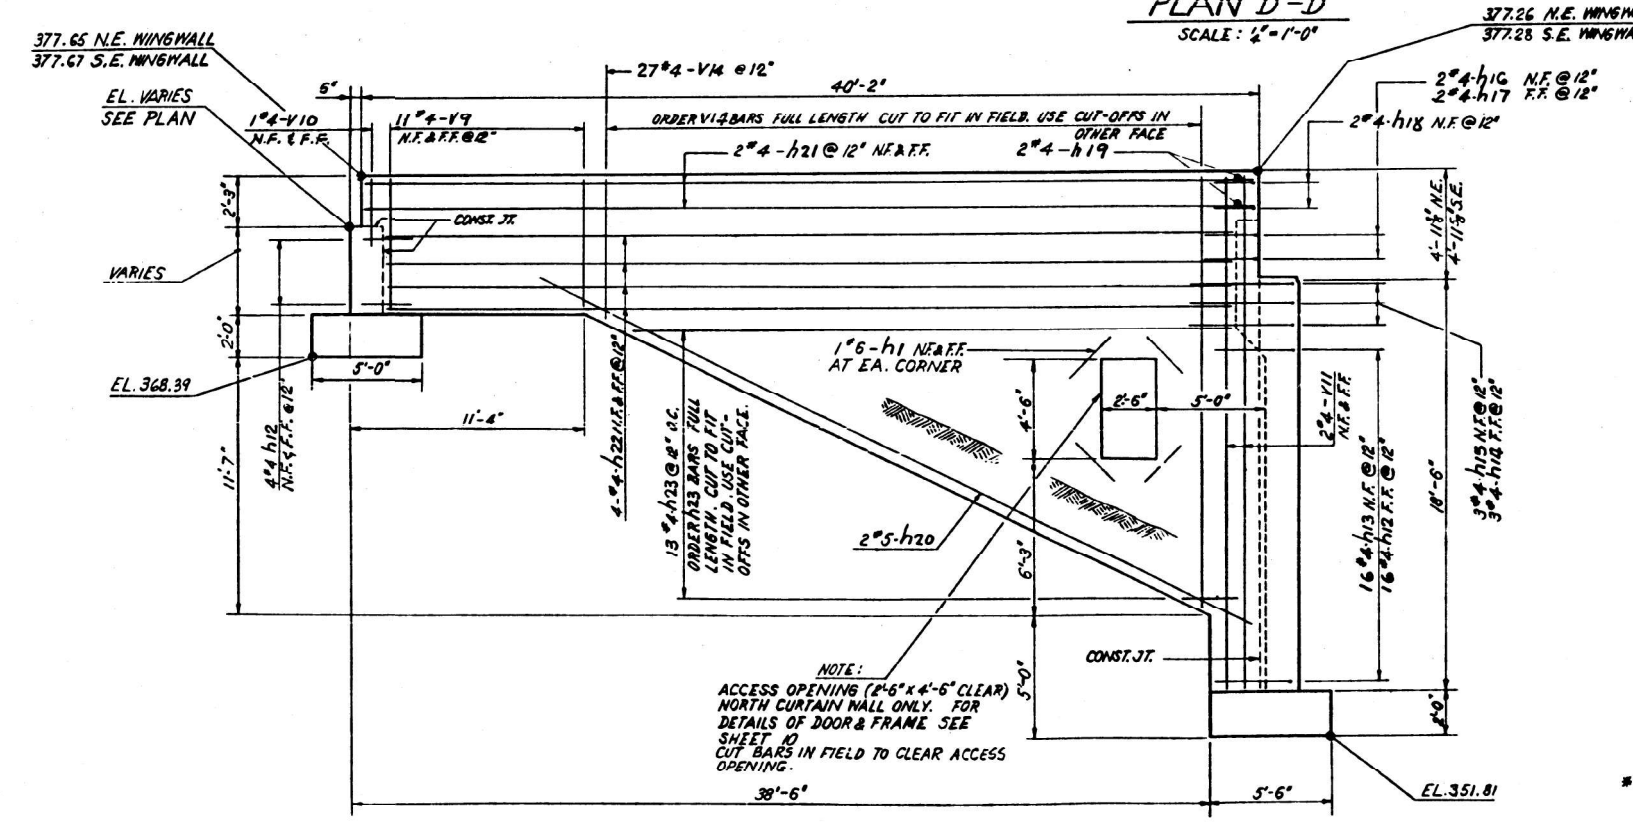 PLAN D-D
SCALE: ¼"=1'-0"
377.65 N.E. WINGWALL
377.67 S.E. WINGWALL
377.26 N.E.
377.28 S.E.
EL. VARIES
SEE PLAN
5"
27#4-V14 @12"
40'-2"
2#4-h16 N.F. @12"
2#4-h17 F.F. @12"
2#4-h18 N.F. @12"
1#4-V10
N.F. & F.F.
11#4-V9
N.F. & F.F. @12"
ORDER V14 BARS FULL LENGTH CUT TO FIT IN FIELD. USE CUT-OFFS IN
OTHER FACE
2#4-h21 @ 12" N.F. & F.F.
2#4-h19
2'-3"
CONST. JT.
VARIES
4'-11⅝" S.E.
2'-0"
5'-0"
EL. 368.39
11'-4"
11'-7"
4#4 h12
N.F. & F.F. @12"
4-#4-h22 N.F. & F.F. @12"
13#4-h23 @ 12" O.C.
ORDER h23 BARS FULL
LENGTH. CUT TO FIT
IN FIELD. USE CUT-
OFFS IN OTHER FACE.
1#6-h1 N.F. & F.F.
AT EA. CORNER
4'-6"
2'-6"
5'-0"
2#4-V11
N.F. & F.F.
16#4-h13 N.F. @12"
16#4-h12 F.F. @12"
18'-6"
3#4-h15 N.F. @12"
3#4-h14 F.F. @12"
2#5-h20
6'-3"
5'-0"
CONST. JT.
2'-0"
NOTE:
ACCESS OPENING (2'-6" x 4'-6" CLEAR)
NORTH CURTAIN WALL ONLY. FOR
DETAILS OF DOOR & FRAME SEE
SHEET 10
CUT BARS IN FIELD TO CLEAR ACCESS
OPENING.
38'-6"
5'-6"
EL. 351.81
*